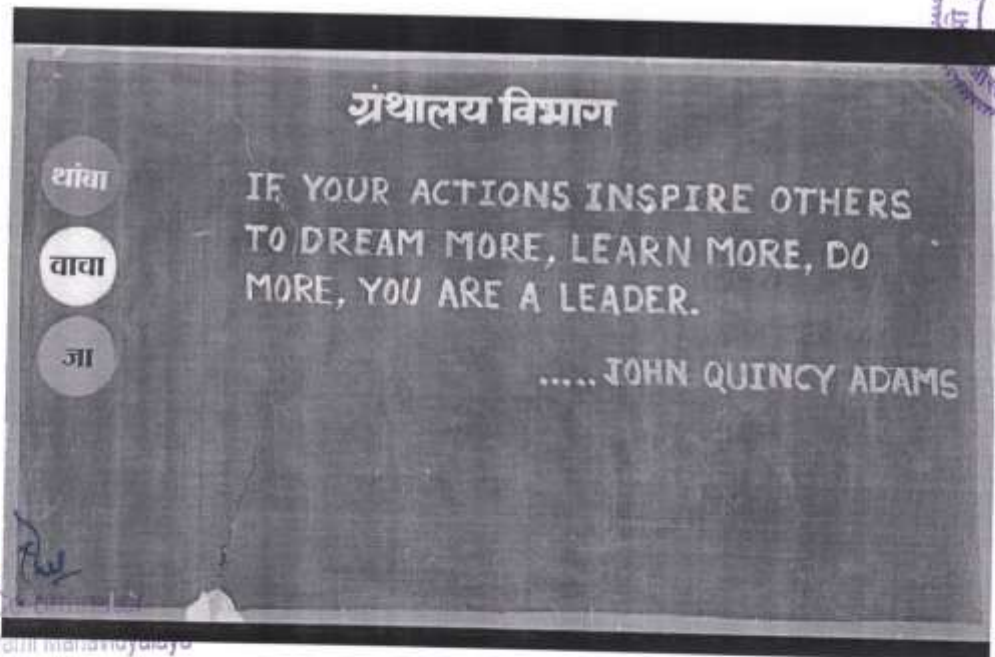 ग्रंथालय विभाग
थांबा
वाचा
जा
IF YOUR ACTIONS INSPIRE OTHERS
TO DREAM MORE, LEARN MORE, DO
MORE, YOU ARE A LEADER.
.....JOHN QUINCY ADAMS